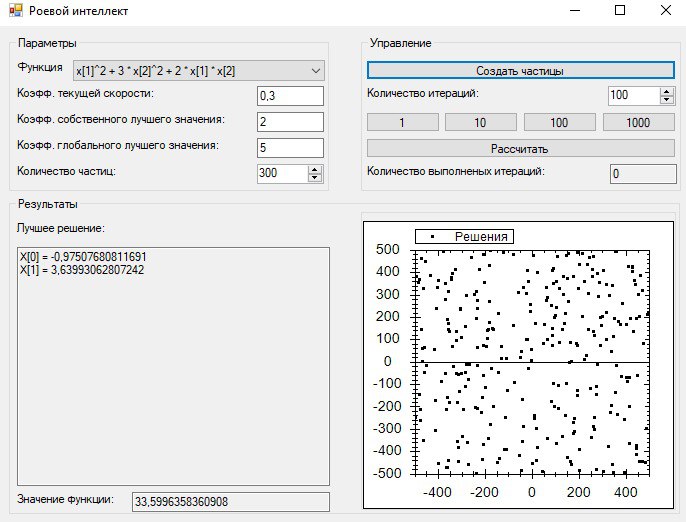 Роевой интеллект
Параметры
Функция x[1]^2 + 3 * x[2]^2 + 2 * x[1] * x[2]
Коэфф. текущей скорости: 0,3
Коэфф. собственного лучшего значения: 2
Коэфф. глобального лучшего значения: 5
Количество частиц: 300
Управление
Создать частицы
Количество итераций: 100
1 10 100 1000
Рассчитать
Количество выполненых итераций: 0
Результаты
Лучшее решение:
X[0] = -0,97507680811691
X[1] = 3,63993062807242
Значение функции: 33,5996358360908
Решения
500
400
300
200
100
0
-100
-200
-300
-400
-500
-400 -200 0 200 400